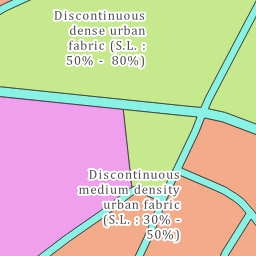 Discontinuous
dense urban
fabric (S.L. :
50% -  80%)
Discontinuous
medium density
urban fabric
(S.L. : 30% -
50%)